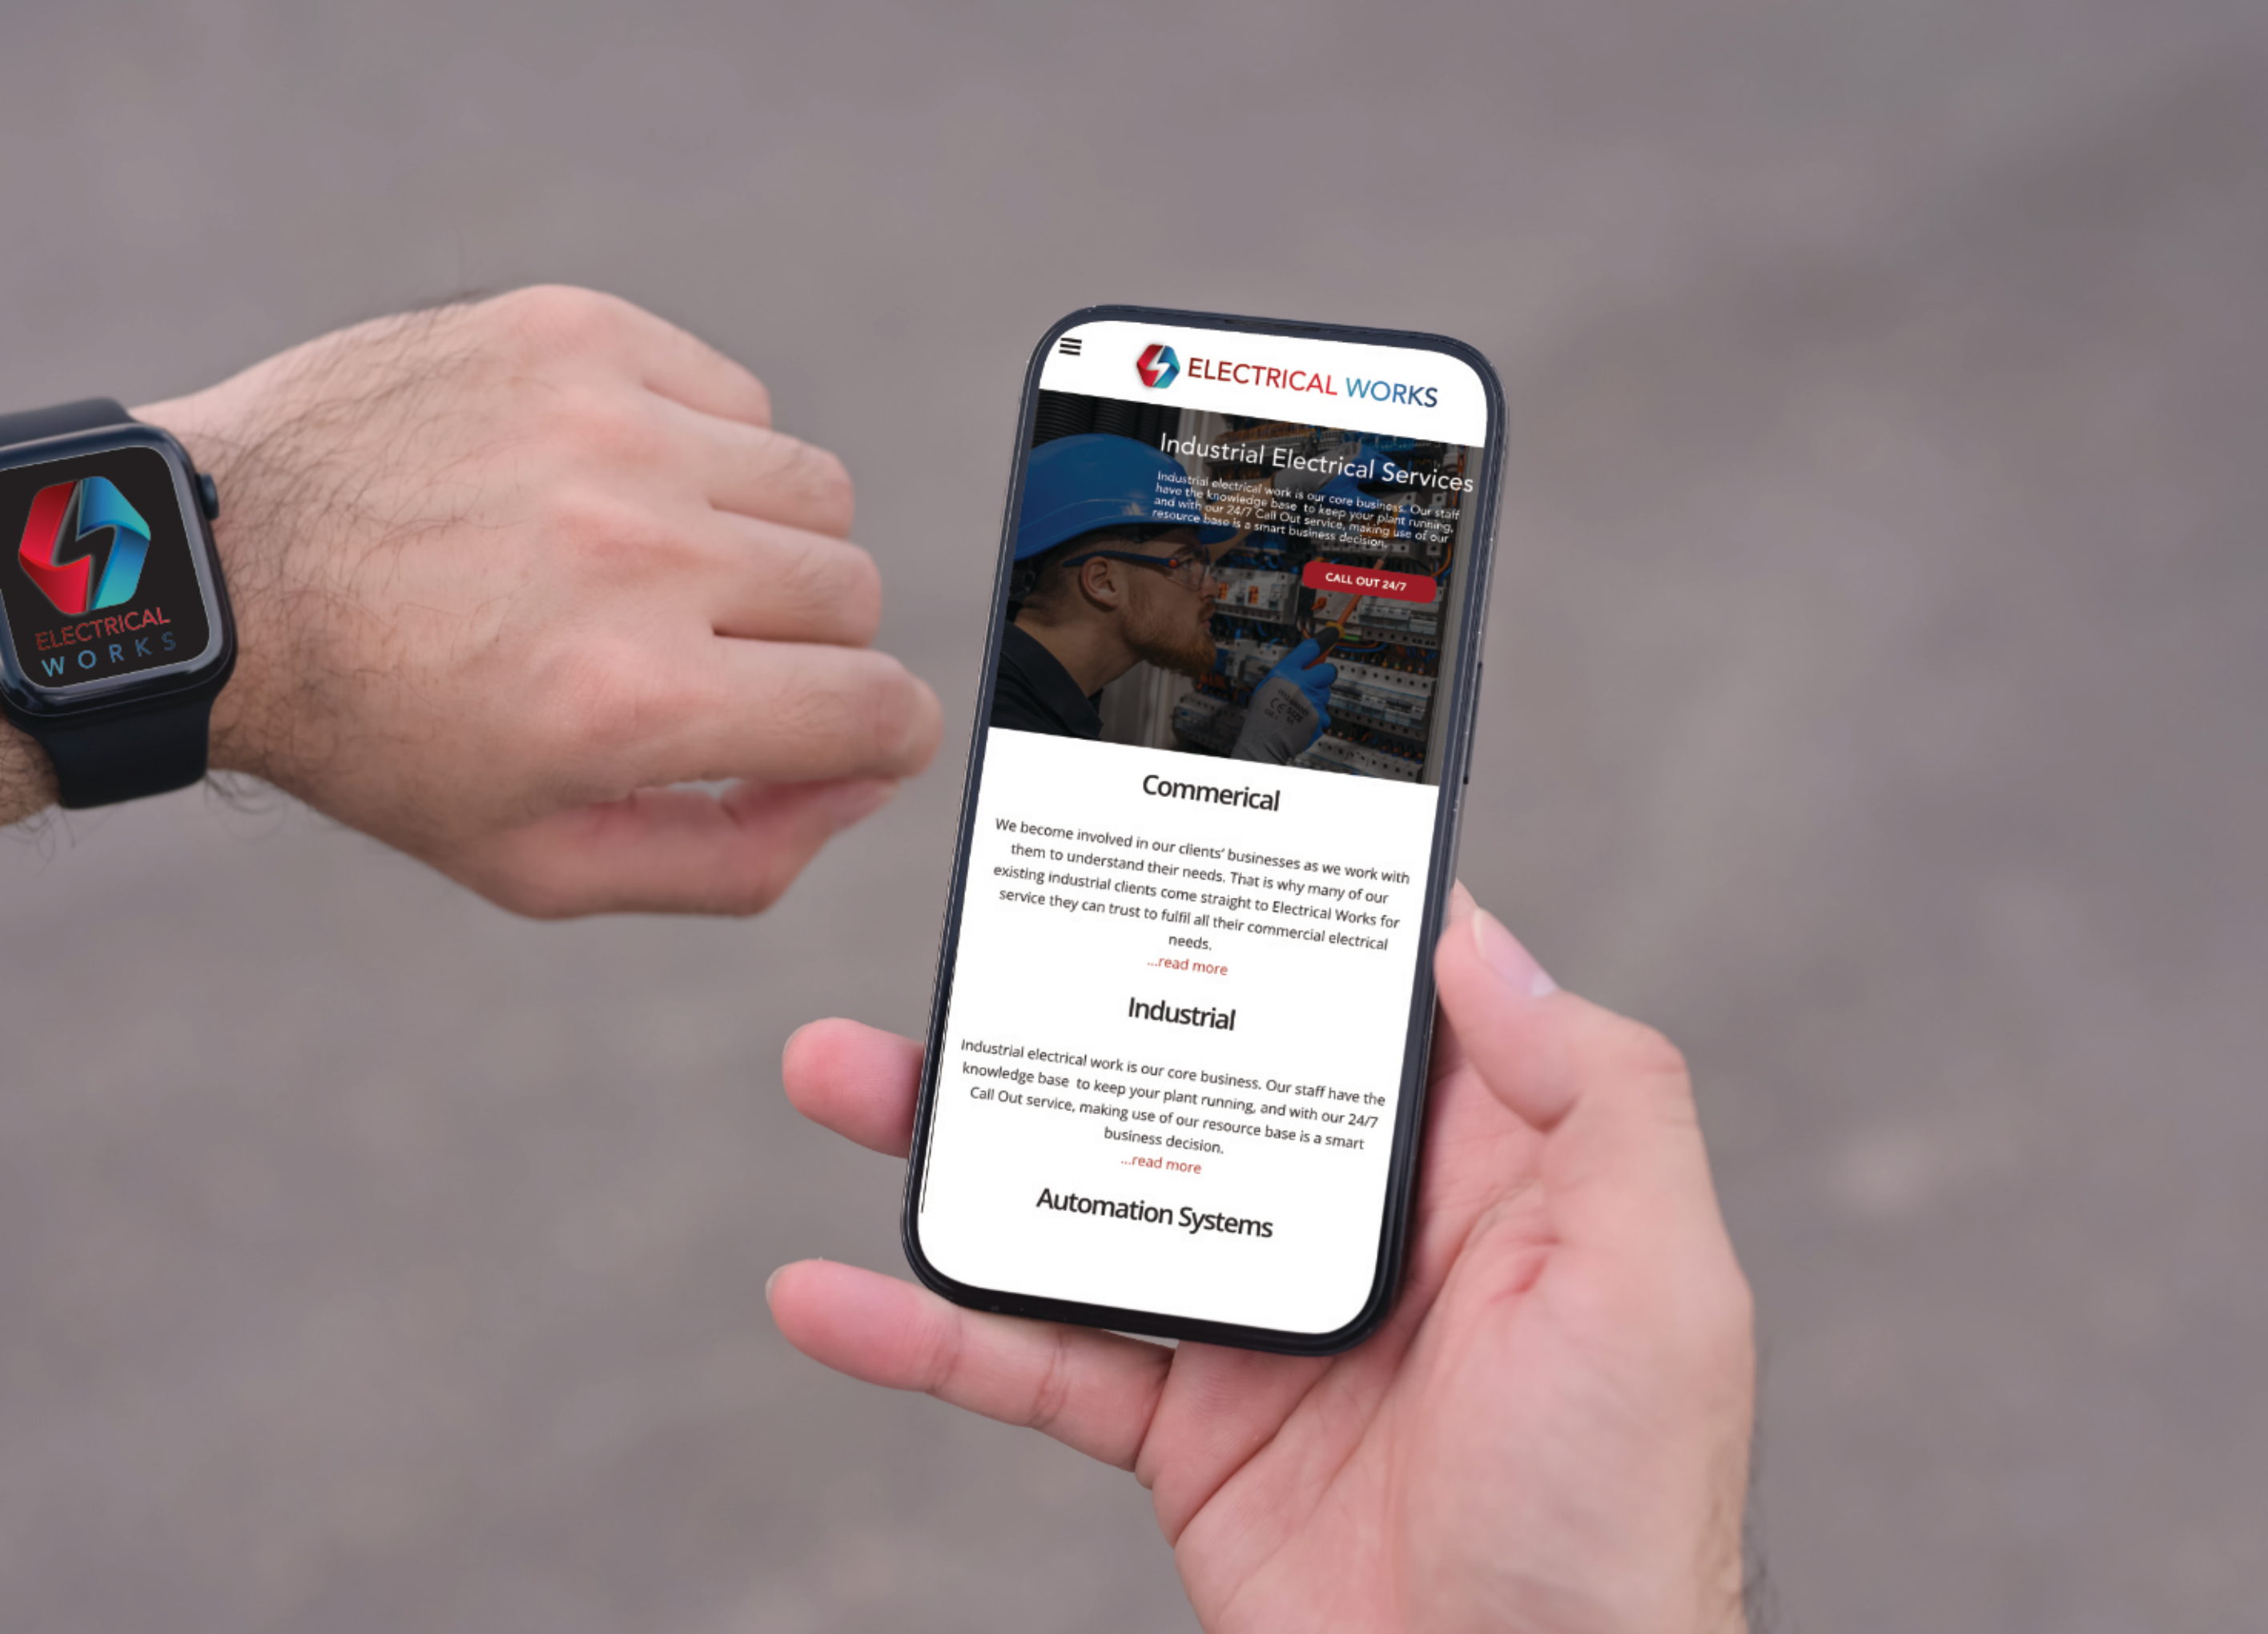 ELECTRICAL
WORKS
ELECTRICAL WORKS
Industrial Electrical Services
Industrial electrical work is our core business. Our staff
have the knowledge base to keep your plant running,
and with our 24/7 Call Out service, making use of our
resource base is a smart business decision.
CALL OUT 24/7
Commerical
We become involved in our clients' businesses as we work with
them to understand their needs. That is why many of our
existing industrial clients come straight to Electrical Works for
service they can trust to fulfil all their commercial electrical
needs.
...read more
Industrial
Industrial electrical work is our core business. Our staff have the
knowledge base to keep your plant running, and with our 24/7
Call Out service, making use of our resource base is a smart
business decision.
...read more
Automation Systems